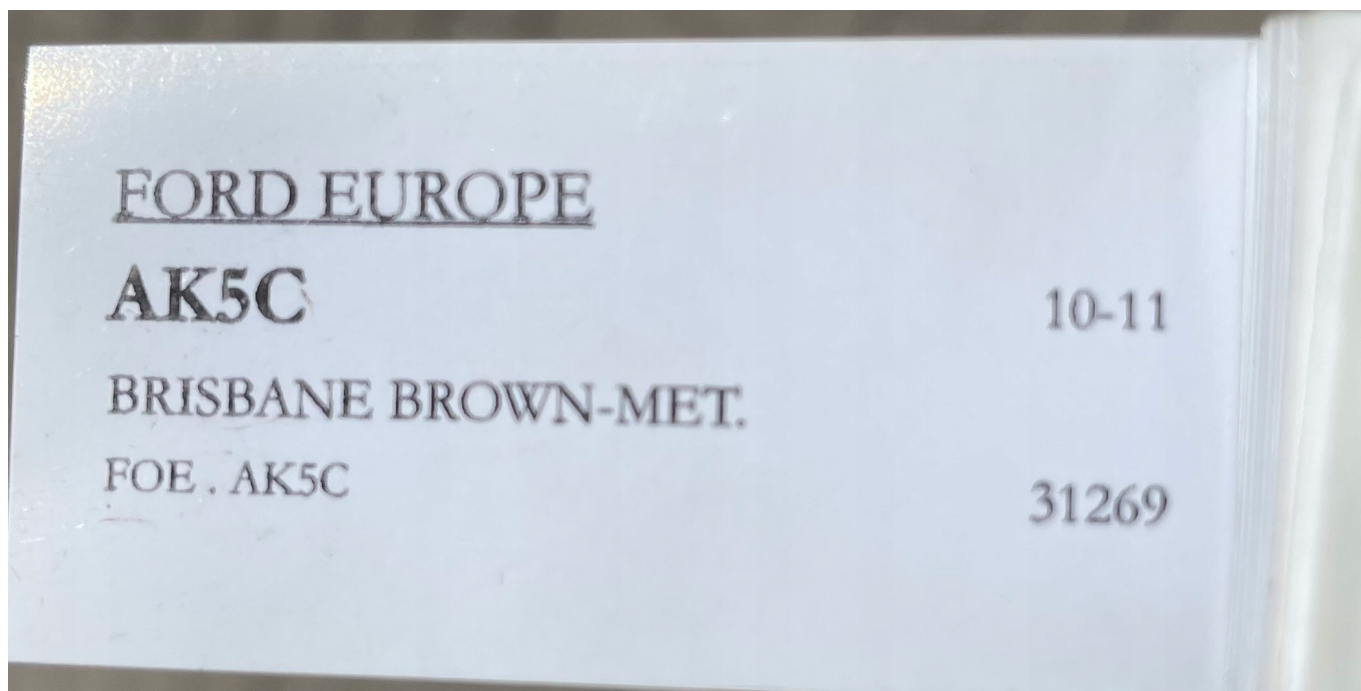 FORD EUROPE
AK5C
10-11
BRISBANE BROWN-MET.
FOE . AK5C
31269